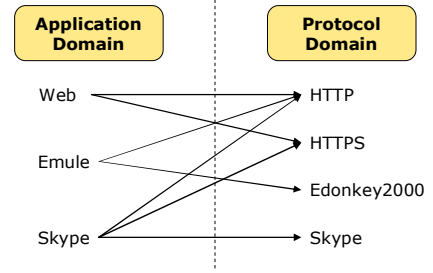 Application
Domain
Protocol
Domain
Web
HTTP
HTTPS
Emule
Edonkey2000
Skype
Skype